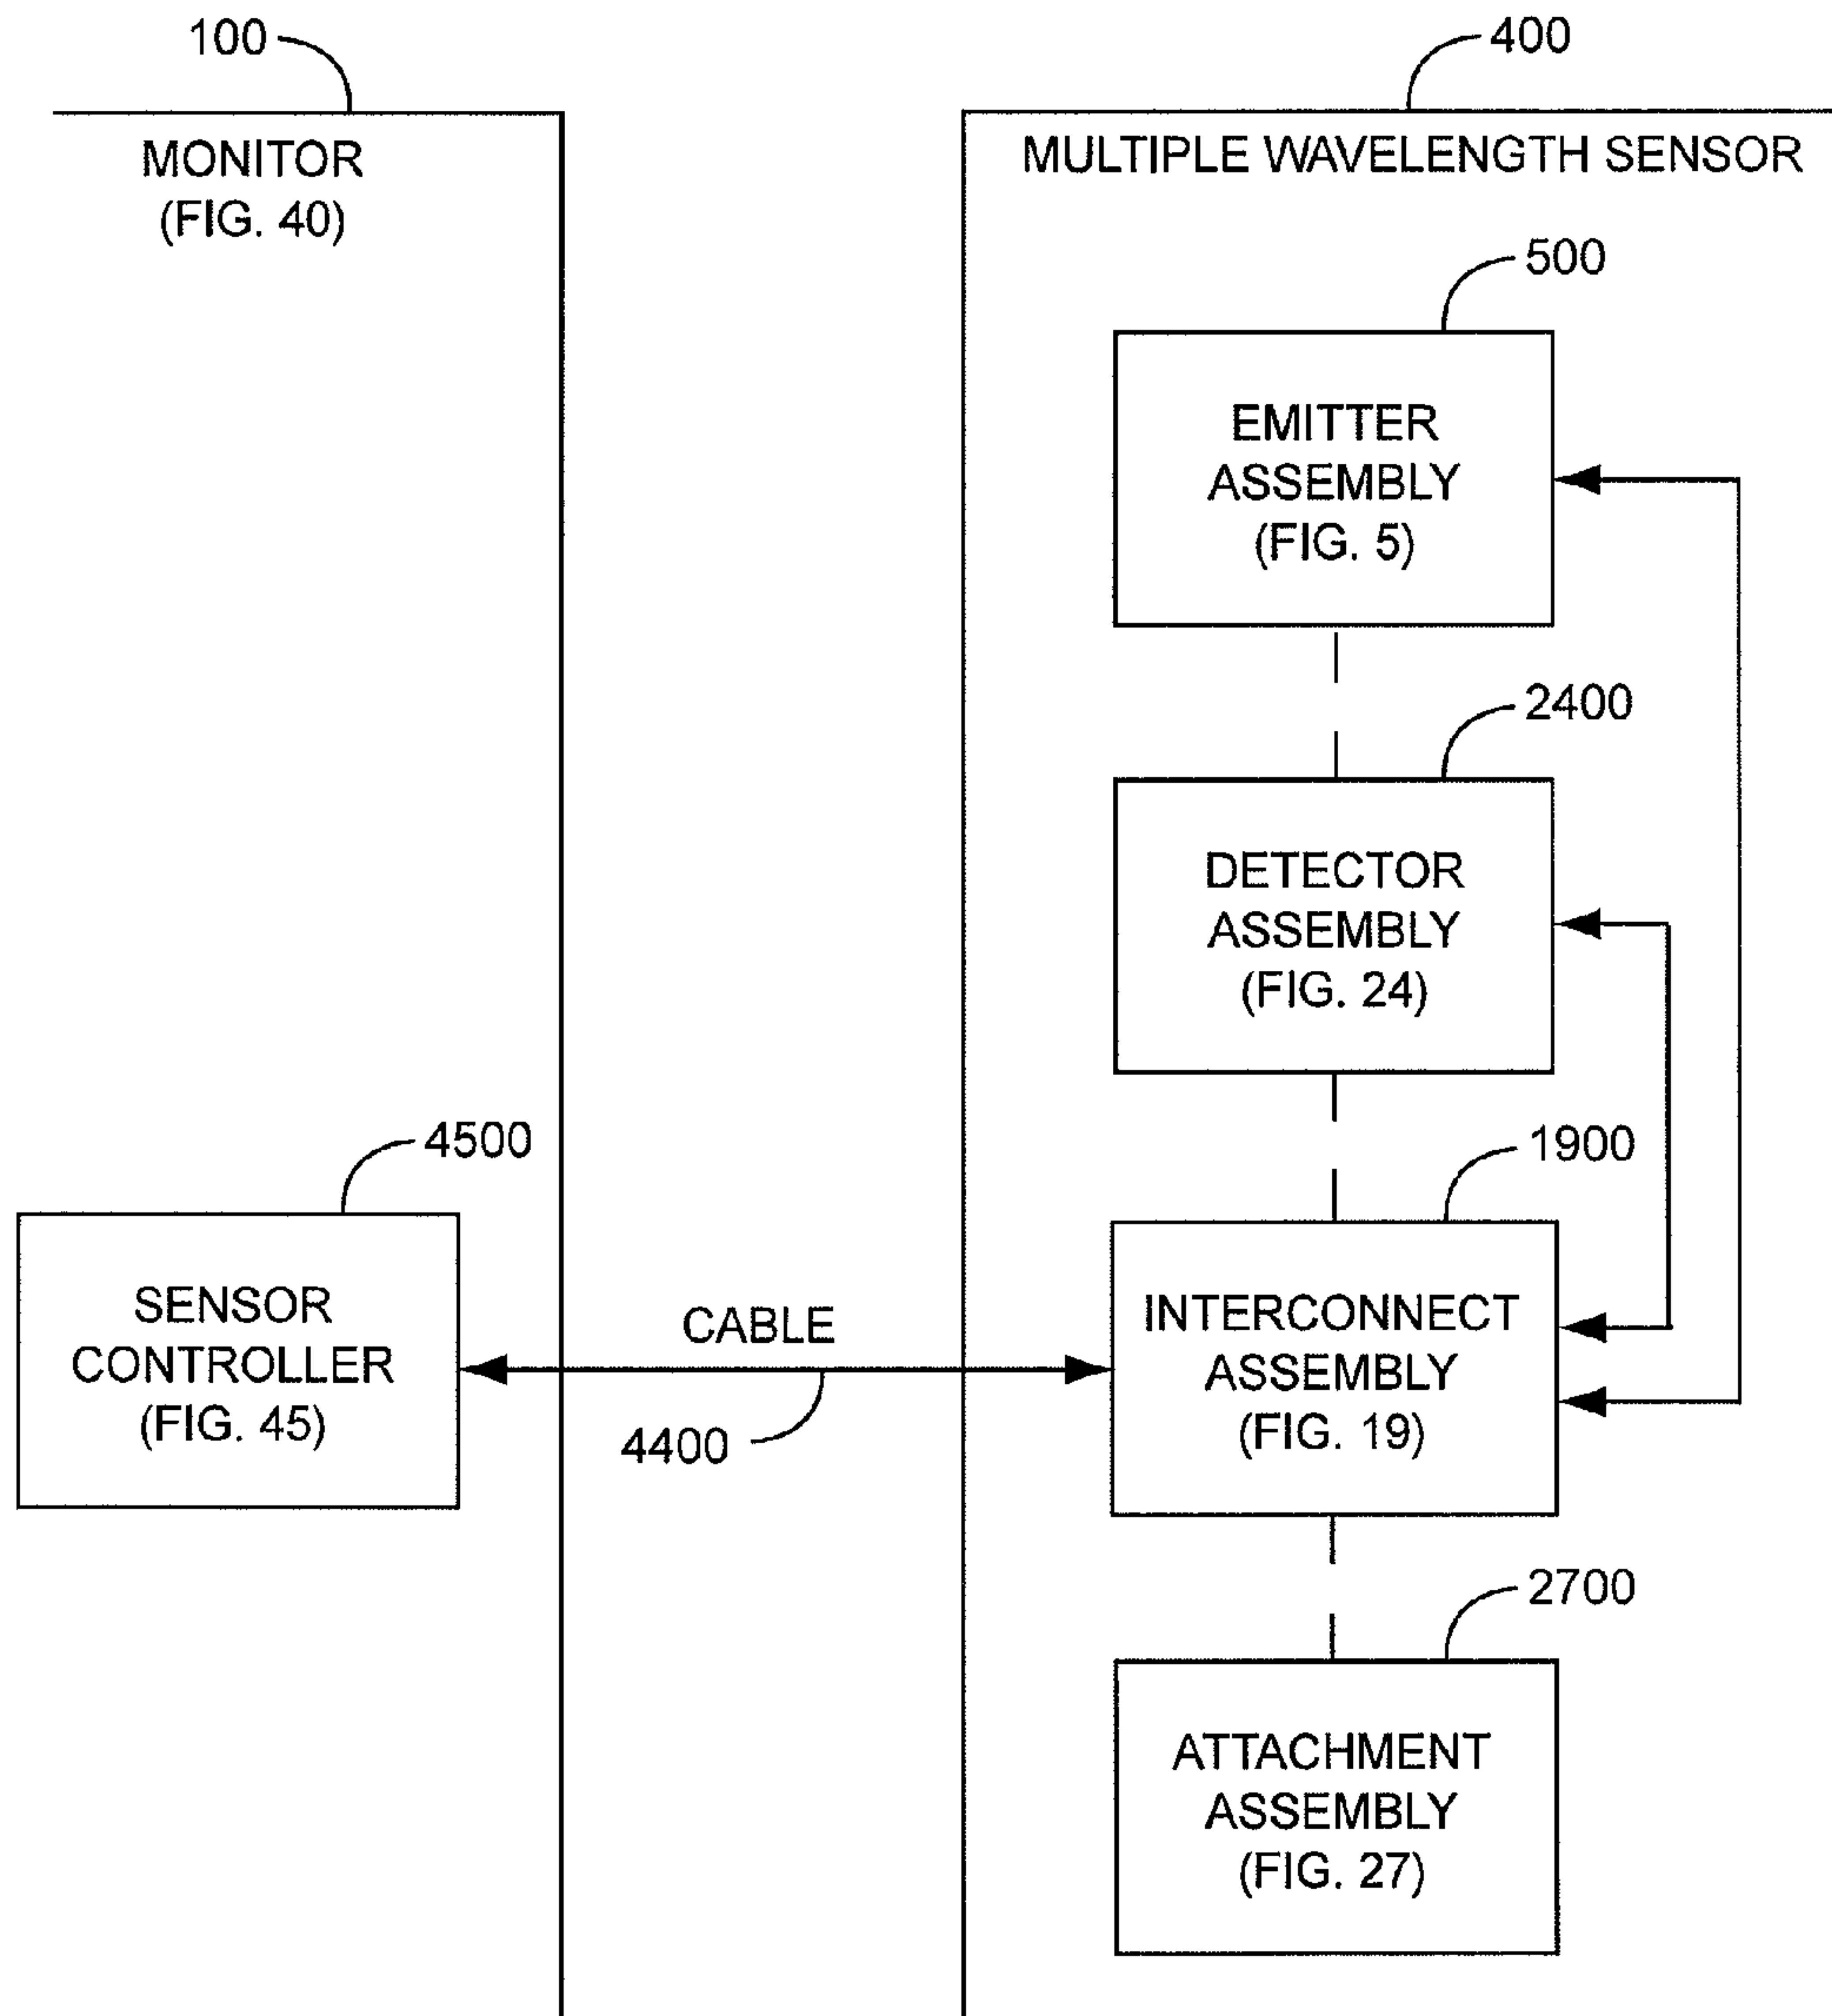 100
400
MONITOR
(FIG. 40)
MULTIPLE WAVELENGTH SENSOR
500
EMITTER
ASSEMBLY
(FIG. 5)
2400
DETECTOR
ASSEMBLY
(FIG. 24)
4500
1900
SENSOR
CONTROLLER
(FIG. 45)
CABLE
4400
INTERCONNECT
ASSEMBLY
(FIG. 19)
2700
ATTACHMENT
ASSEMBLY
(FIG. 27)